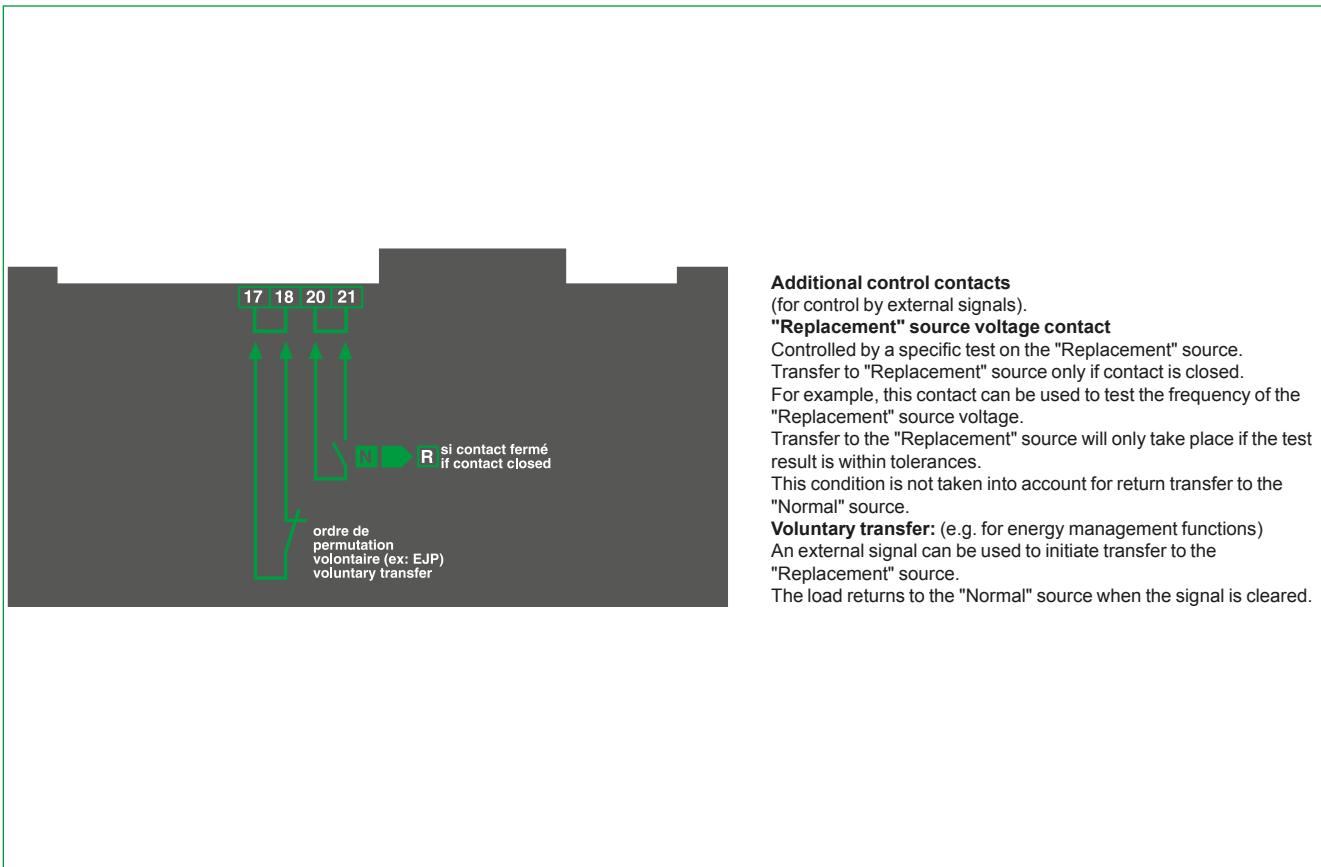 17 18 20 21
N R si contact fermé
if contact closed
ordre de
permutation
volontaire (ex: EJP)
voluntary transfer
Additional control contacts
(for control by external signals).
"Replacement" source voltage contact
Controlled by a specific test on the "Replacement" source.
Transfer to "Replacement" source only if contact is closed.
For example, this contact can be used to test the frequency of the
"Replacement" source voltage.
Transfer to the "Replacement" source will only take place if the test
result is within tolerances.
This condition is not taken into account for return transfer to the
"Normal" source.
Voluntary transfer: (e.g. for energy management functions)
An external signal can be used to initiate transfer to the
"Replacement" source.
The load returns to the "Normal" source when the signal is cleared.